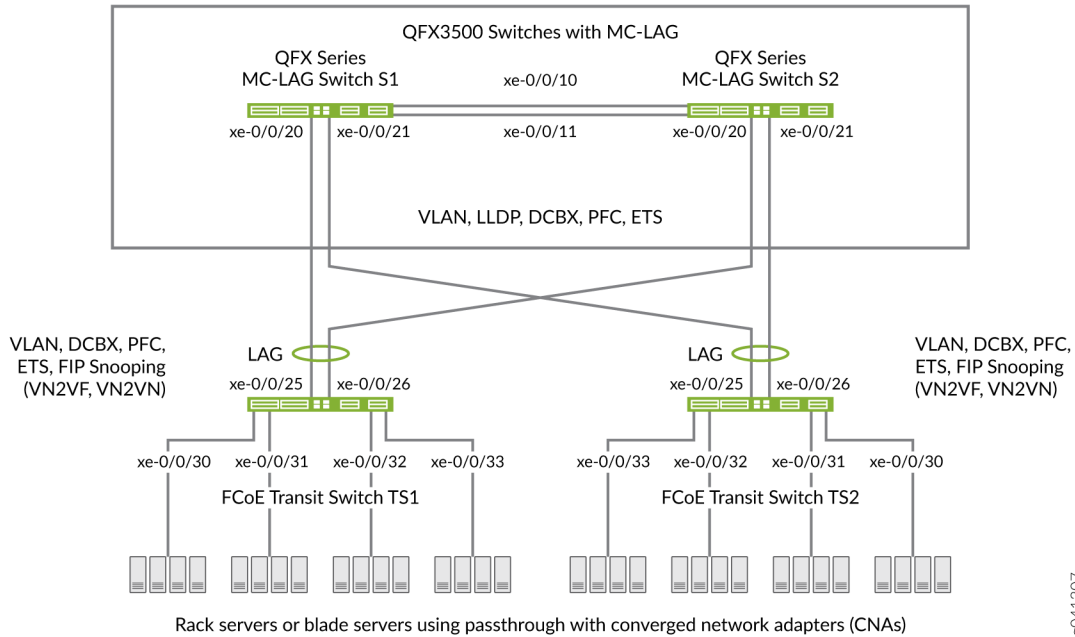 QFX3500 Switches with MC-LAG
QFX Series
MC-LAG Switch S1
xe-0/0/10
QFX Series
MC-LAG Switch S2
xe-0/0/20
xe-0/0/21
xe-0/0/11
xe-0/0/20
xe-0/0/21
VLAN, LLDP, DCBX, PFC, ETS
VLAN, DCBX, PFC,
ETS, FIP Snooping
(VN2VF, VN2VN)
LAG
LAG
VLAN, DCBX, PFC,
ETS, FIP Snooping
(VN2VF, VN2VN)
xe-0/0/25
xe-0/0/26
xe-0/0/25
xe-0/0/26
xe-0/0/30
xe-0/0/31
xe-0/0/32
xe-0/0/33
xe-0/0/33
xe-0/0/32
xe-0/0/31
xe-0/0/30
FCoE Transit Switch TS1
FCoE Transit Switch TS2
Rack servers or blade servers using passthrough with converged network adapters (CNAs)